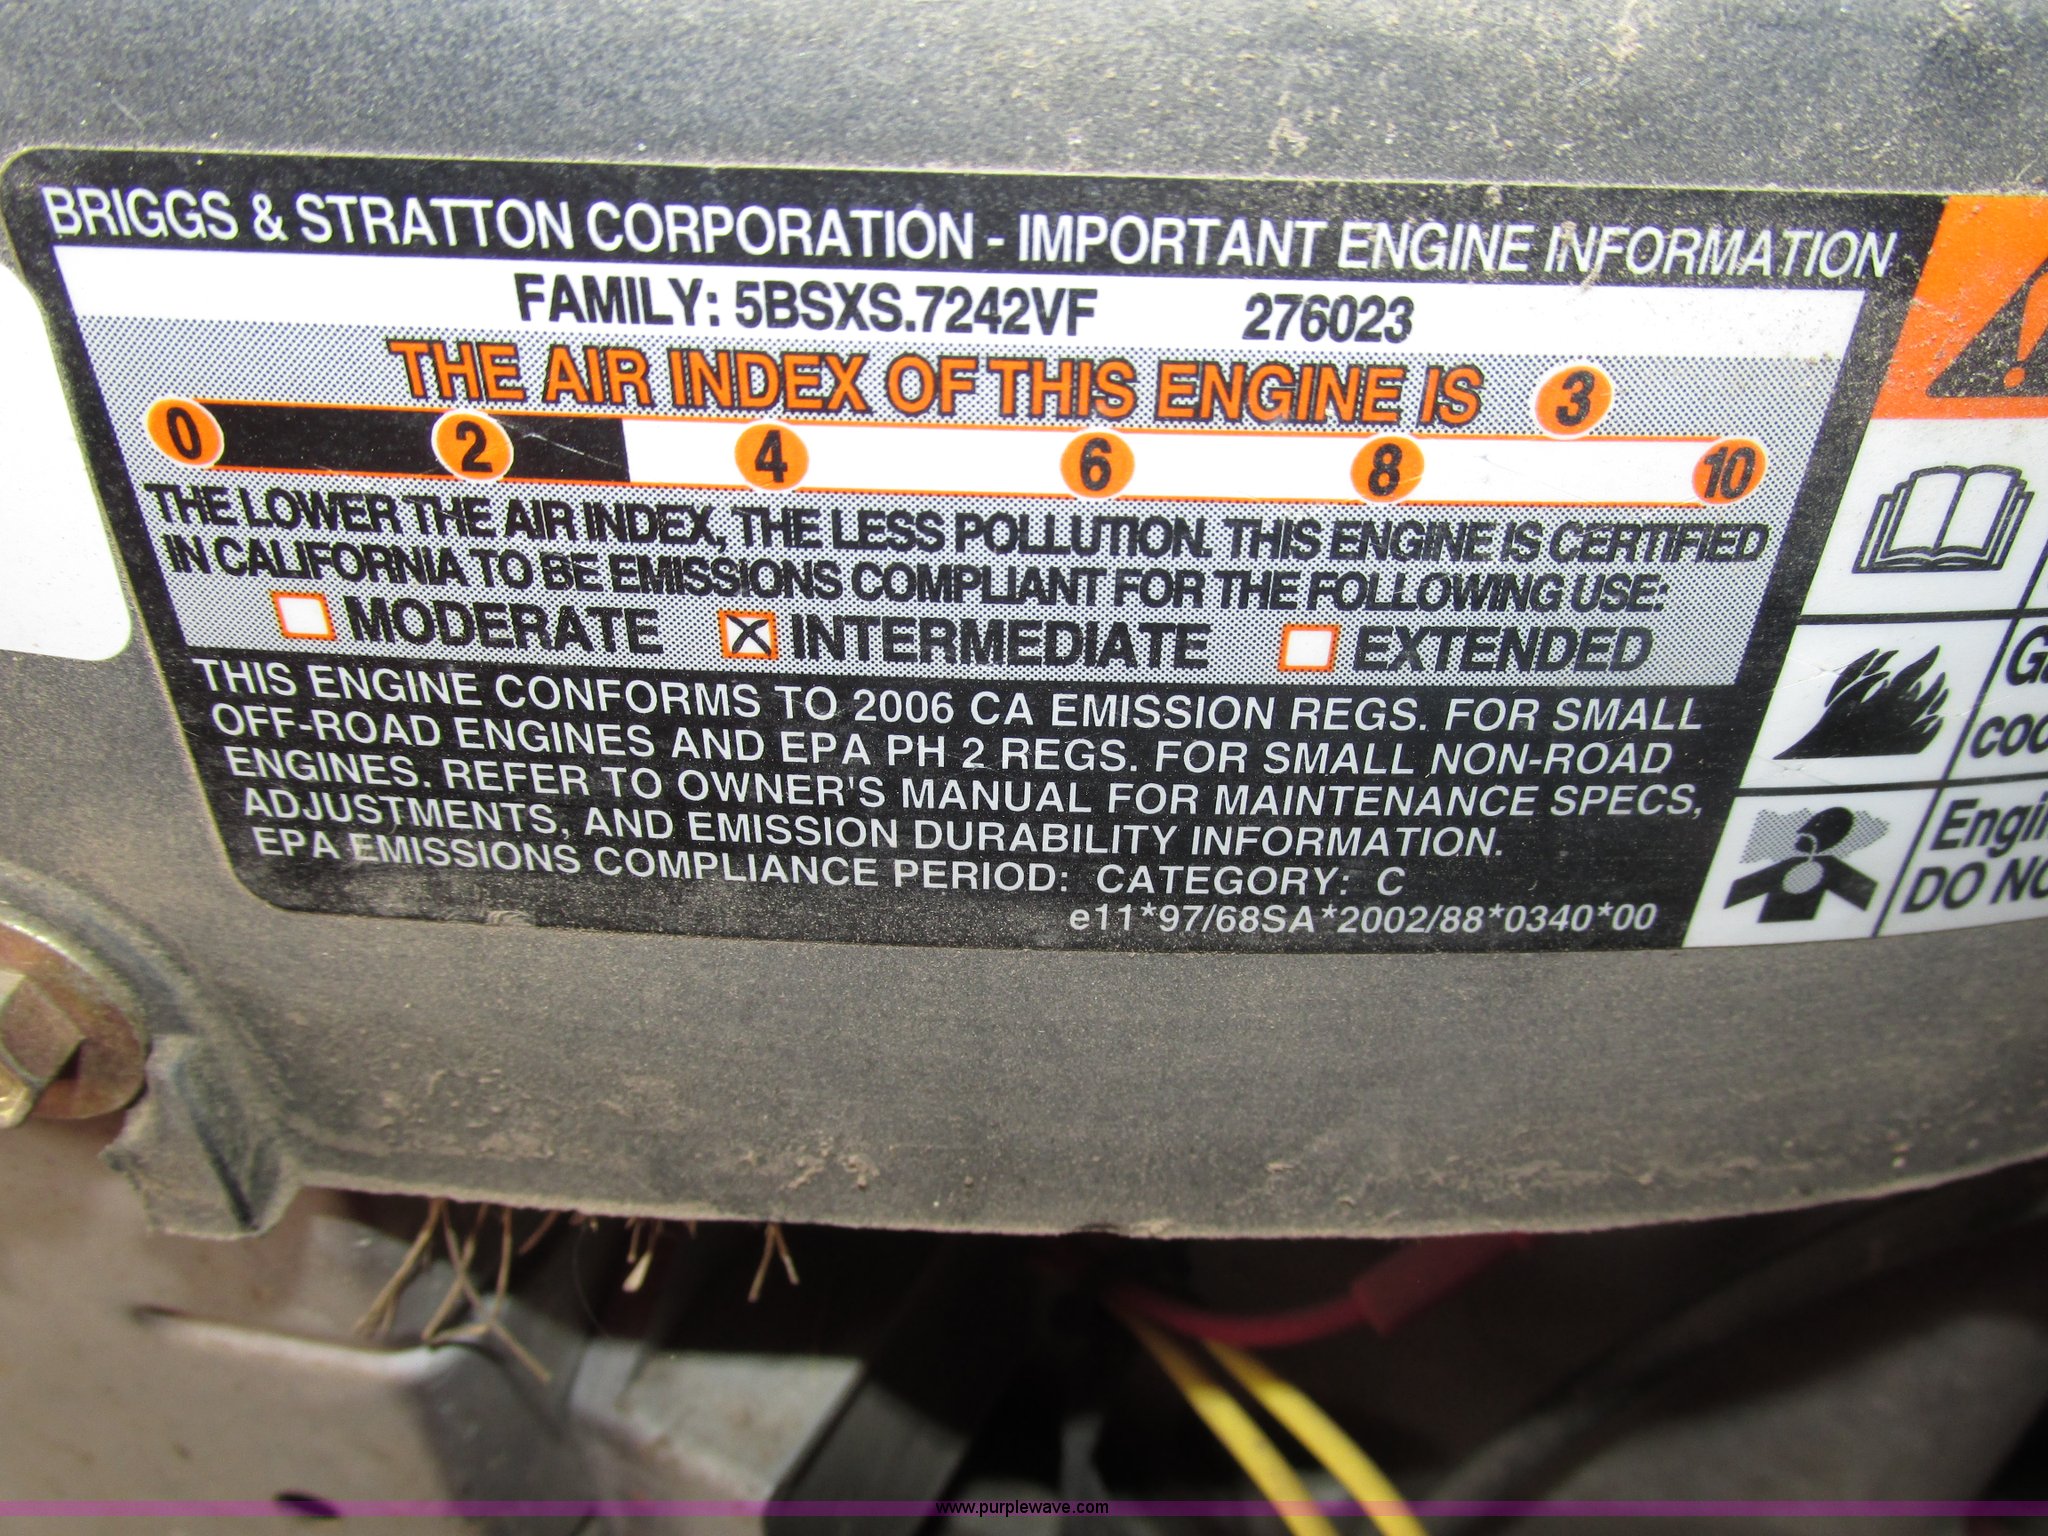 BRIGGS & STRATTON CORPORATION - IMPORTANT ENGINE INFORMATION
FAMILY: 5BSXS.7242VF 276023
THE AIR INDEX OF THIS ENGINE IS 3
0 2 4 6 8 10
THE LOWER THE AIR INDEX, THE LESS POLLUTION. THIS ENGINE IS CERTIFIED
IN CALIFORNIA TO BE EMISSIONS COMPLIANT FOR THE FOLLOWING USE:
MODERATE INTERMEDIATE EXTENDED
THIS ENGINE CONFORMS TO 2006 CA EMISSION REGS. FOR SMALL
OFF-ROAD ENGINES AND EPA PH 2 REGS. FOR SMALL NON-ROAD
ENGINES. REFER TO OWNER'S MANUAL FOR MAINTENANCE SPECS,
ADJUSTMENTS, AND EMISSION DURABILITY INFORMATION.
EPA EMISSIONS COMPLIANCE PERIOD: CATEGORY: C
e11*97/68SA*2002/88*0340*00
DO
www.purplewave.com